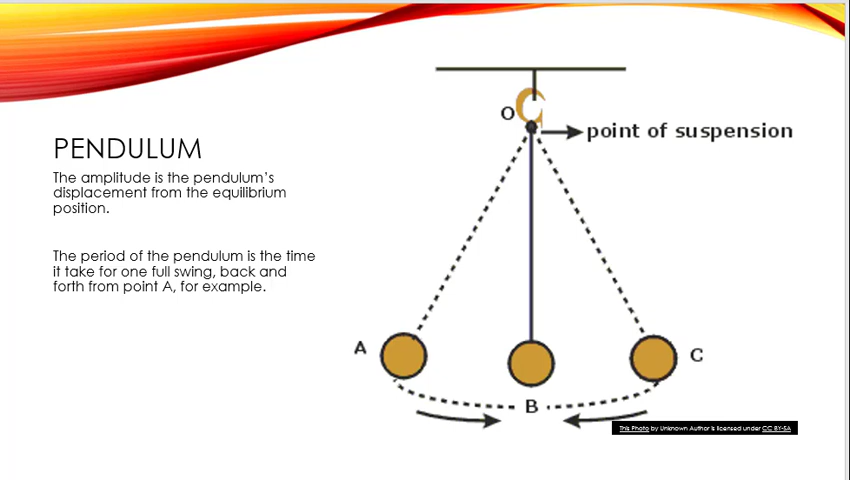 PENDULUM
The amplitude is the pendulum's
displacement from the equilibrium
position.
The period of the pendulum is the time
it take for one full swing, back and
forth from point A, for example.
O
point of suspension
A
C
B
This Photo by Unknown Author is licensed under CC BY-SA